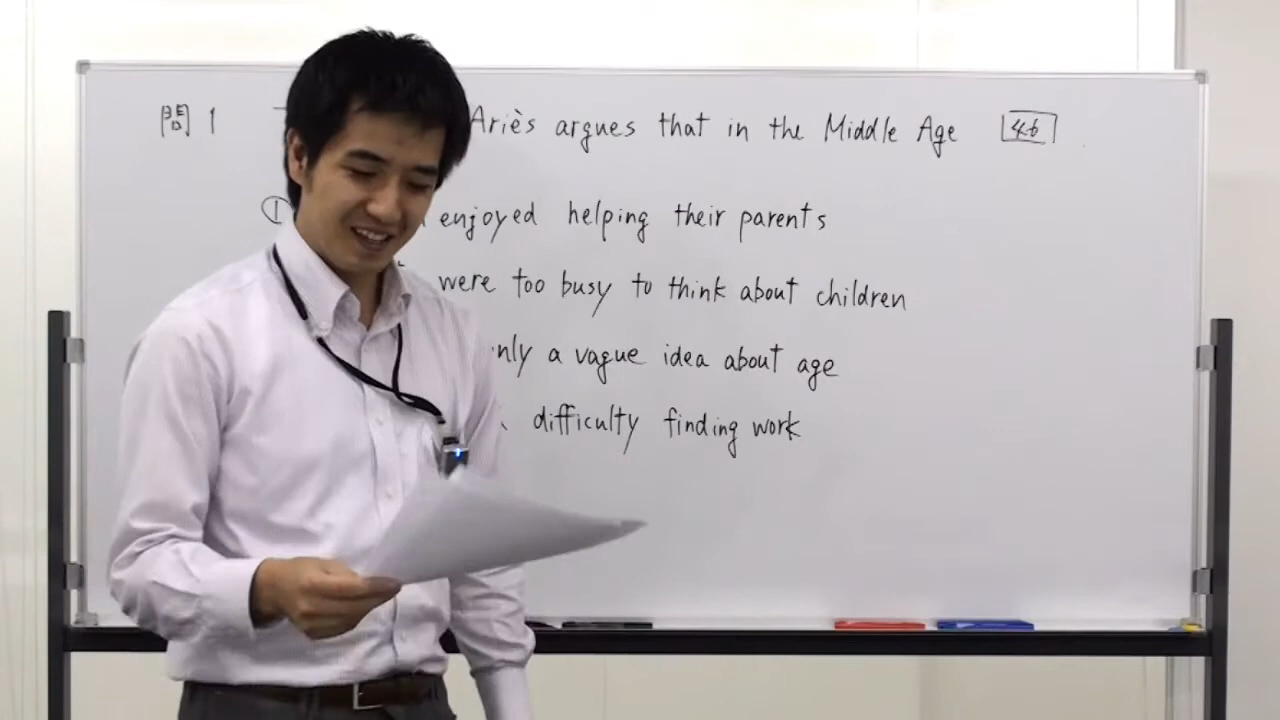 問1 Ariès argues that in the Middle Age 46
① enjoyed helping their parents
were too busy to think about children
a vague idea about age
difficulty finding work